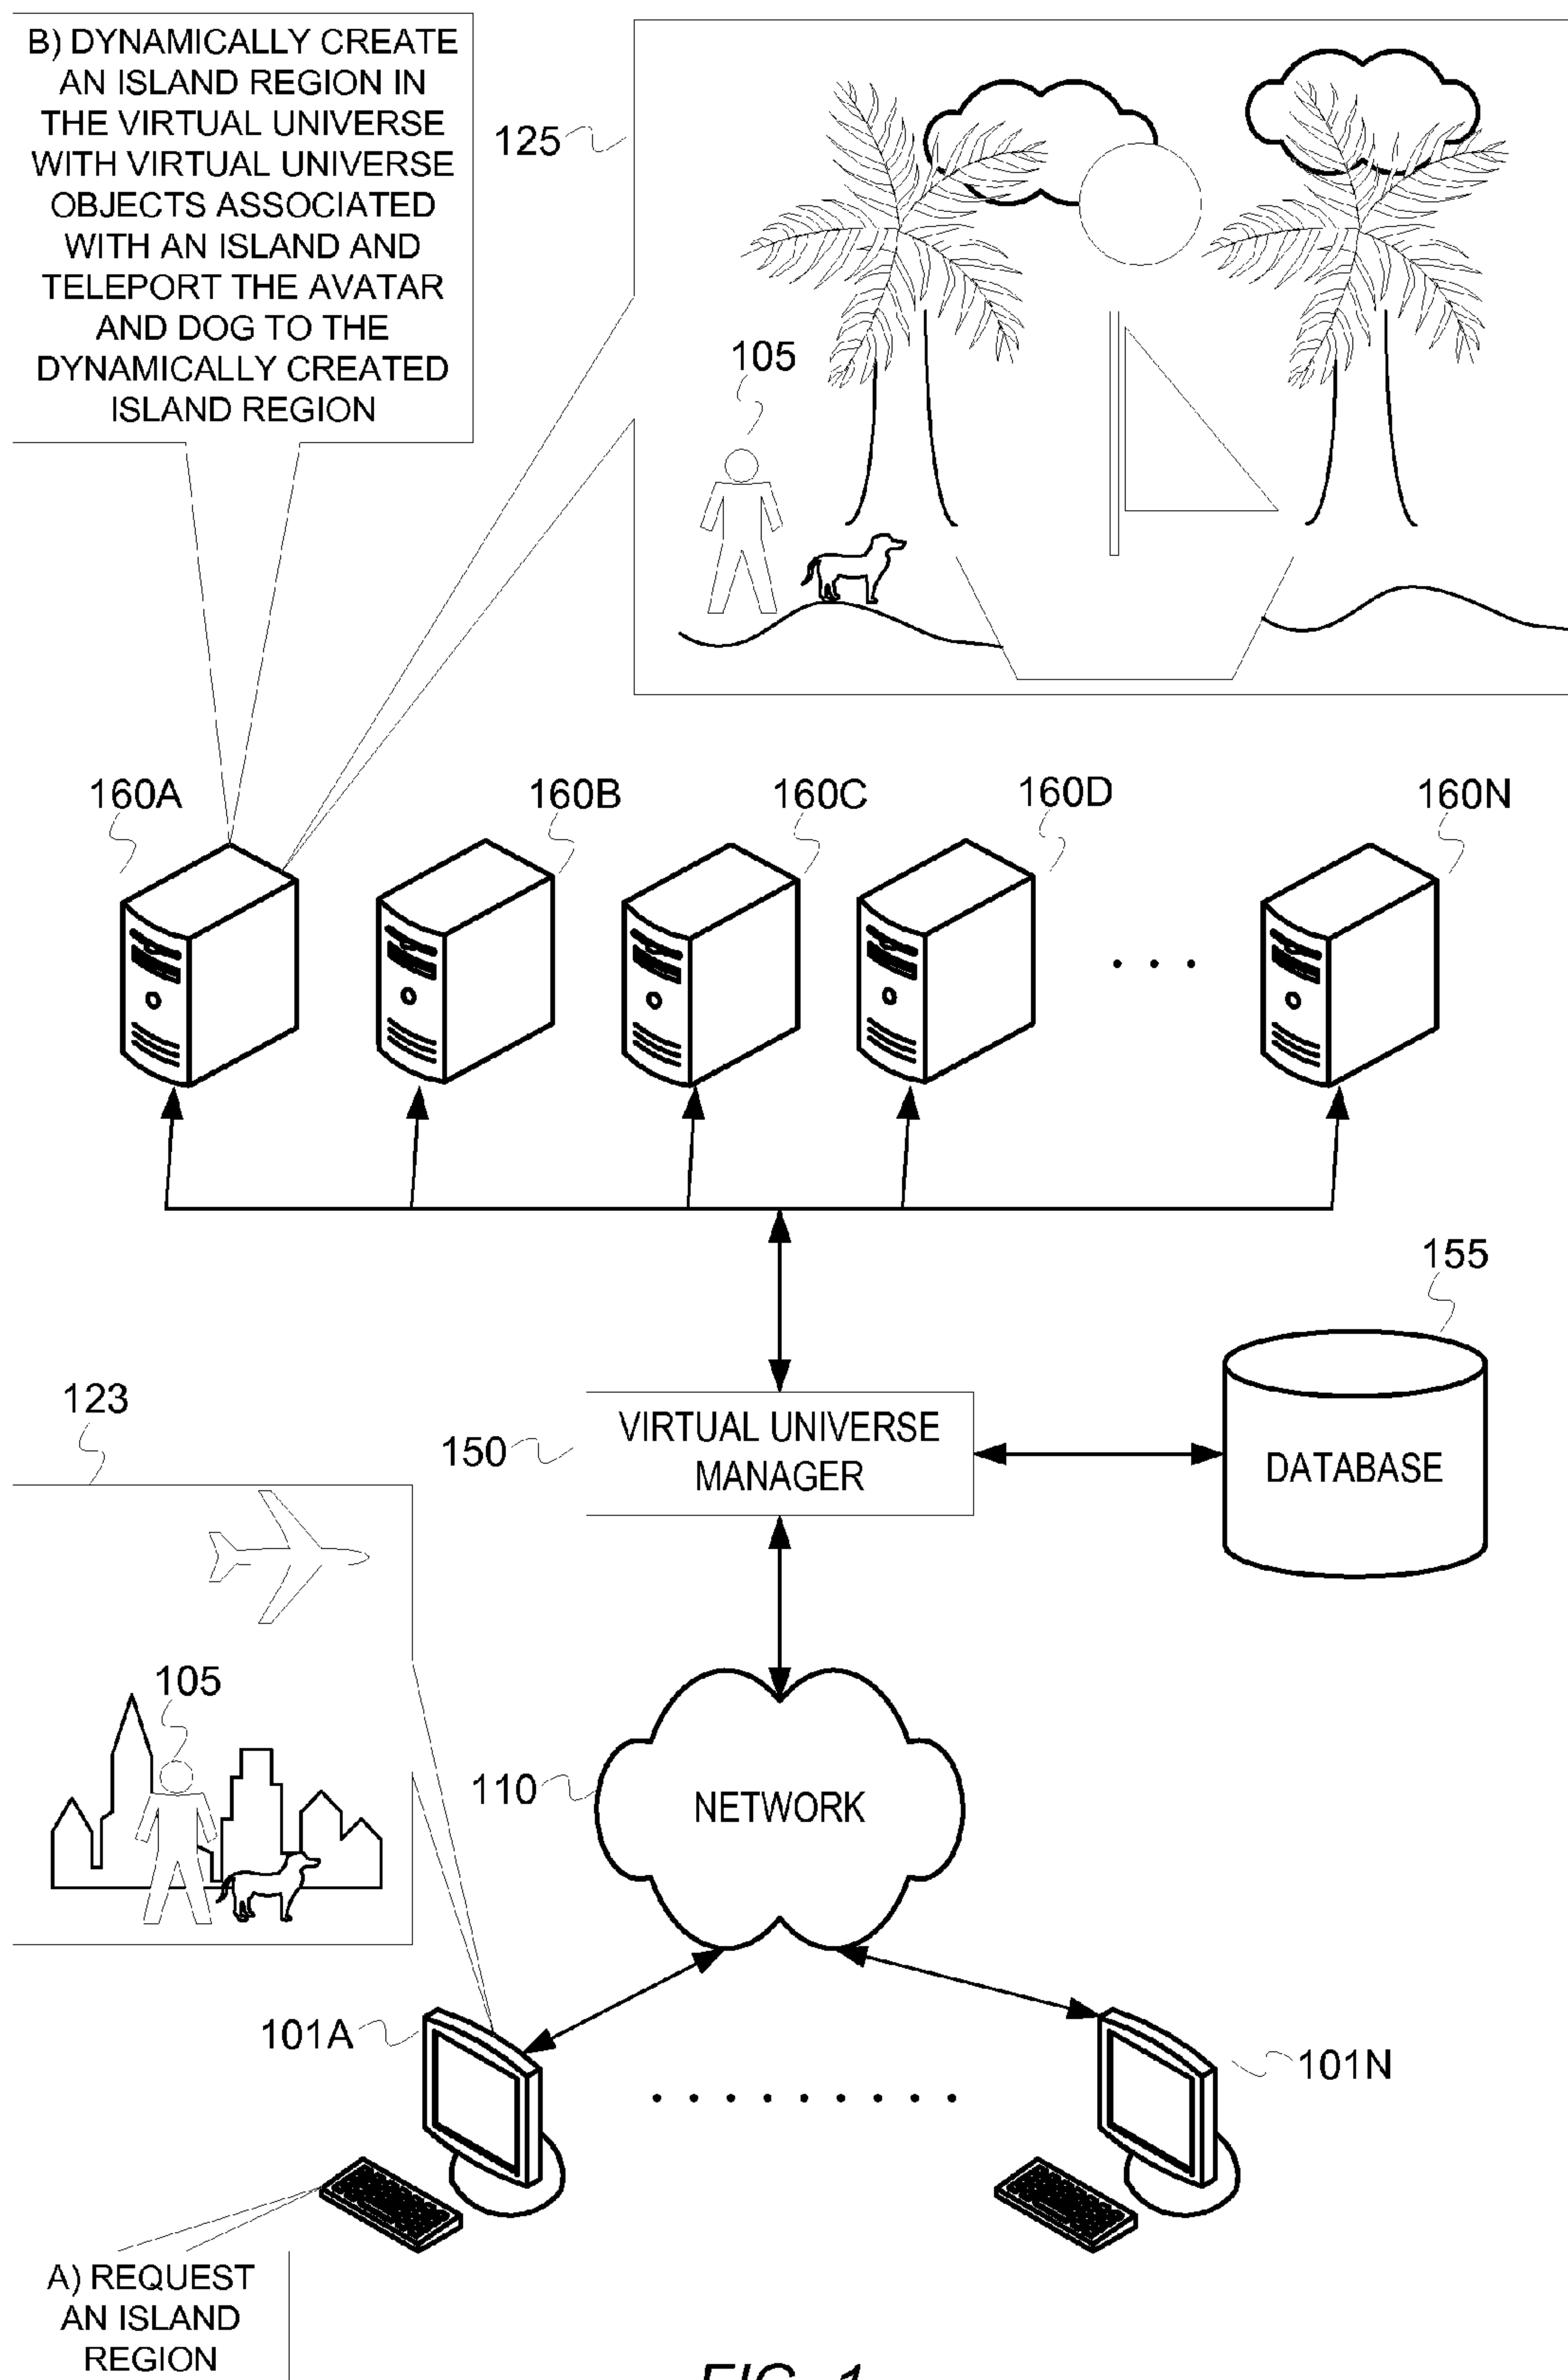 B) DYNAMICALLY CREATE
AN ISLAND REGION IN
THE VIRTUAL UNIVERSE
WITH VIRTUAL UNIVERSE
OBJECTS ASSOCIATED
WITH AN ISLAND AND
TELEPORT THE AVATAR
AND DOG TO THE
DYNAMICALLY CREATED
ISLAND REGION
125
105
160A
160B
160C
160D
160N
155
123
150
VIRTUAL UNIVERSE
MANAGER
DATABASE
105
110
NETWORK
101A
101N
A) REQUEST
AN ISLAND
REGION
FIG. 1